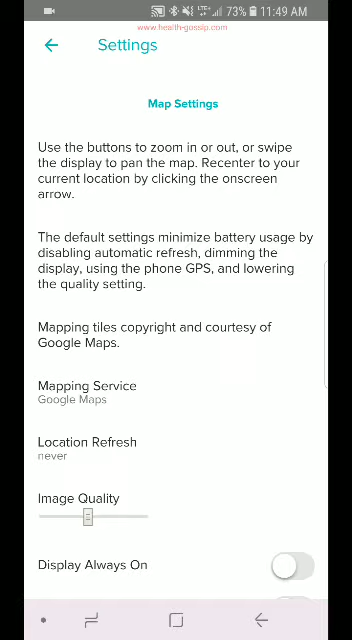 73% 11:49 AM
www.health-gossip.com
Settings
Map Settings
Use the buttons to zoom in or out, or swipe
the display to pan the map. Recenter to your
current location by clicking the onscreen
arrow.
The default settings minimize battery usage by
disabling automatic refresh, dimming the
display, using the phone GPS, and lowering
the quality setting.
Mapping tiles copyright and courtesy of
Google Maps.
Mapping Service
Google Maps
Location Refresh
never
Image Quality
Display Always On